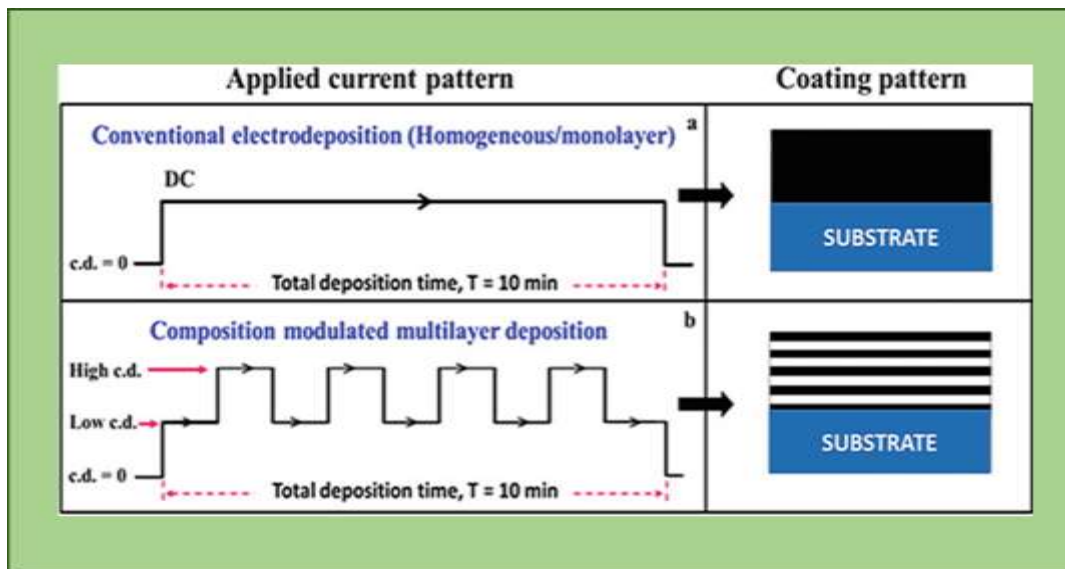 Applied current pattern
Coating pattern
Conventional electrodeposition (Homogeneous/monolayer)
a
DC
c.d. = 0
Total deposition time, T = 10 min
SUBSTRATE
Composition modulated multilayer deposition
b
High c.d.
Low c.d.
c.d. = 0
Total deposition time, T = 10 min
SUBSTRATE